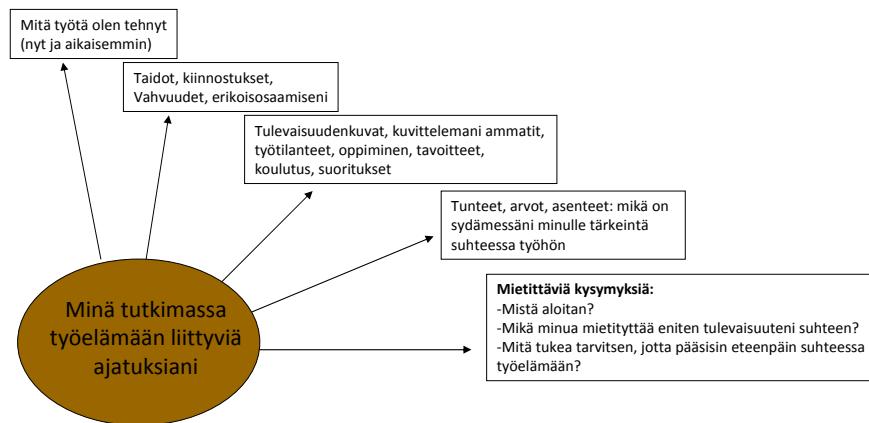 Mitä työtä olen tehnyt
(nyt ja aikaisemmin)
Taidot, kiinnostukset,
Vahvuudet, erikoisosaamiseni
Tulevaisuudenkuvat, kuvittelemani ammatit,
työtilanteet, oppiminen, tavoitteet,
koulutus, suoritukset
Tunteet, arvot, asenteet: mikä on
sydämessäni minulle tärkeintä
suhteessa työhön
Minä tutkimassa
työelämään liittyviä
ajatuksiani
Mietittäviä kysymyksiä:
-Mistä aloitan?
-Mikä minua mietityttää eniten tulevaisuuteni suhteen?
-Mitä tukea tarvitsen, jotta pääsisin eteenpäin suhteessa
työelämään?